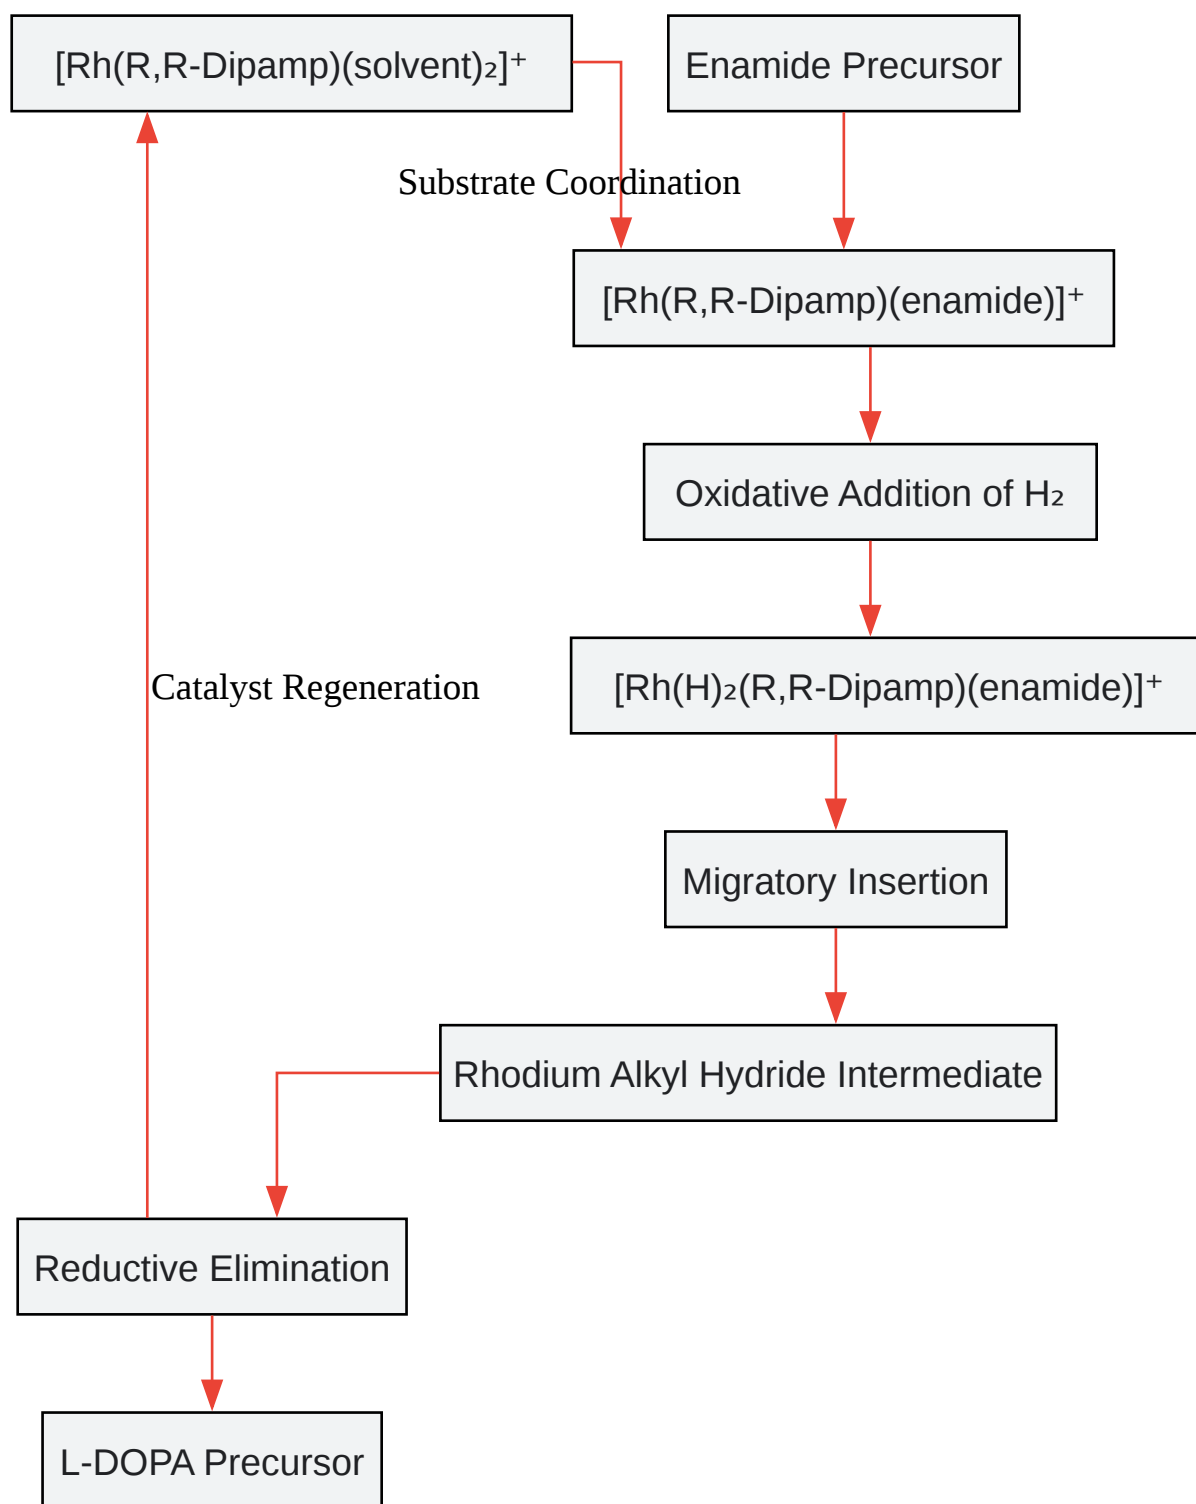 [Rh(R,R-Dipamp)(solvent)₂]⁺
Enamide Precursor
Substrate Coordination
[Rh(R,R-Dipamp)(enamide)]⁺
Oxidative Addition of H₂
[Rh(H)₂(R,R-Dipamp)(enamide)]⁺
Catalyst Regeneration
Migratory Insertion
Rhodium Alkyl Hydride Intermediate
Reductive Elimination
L-DOPA Precursor